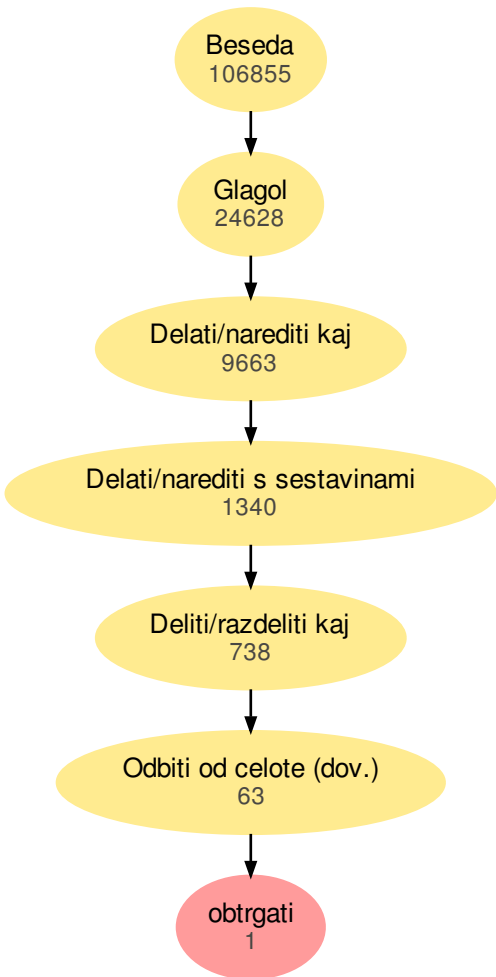 Beseda
106855
Glagol
24628
Delati/narediti kaj
9663
Delati/narediti s sestavinami
1340
Deliti/razdeliti kaj
738
Odbiti od celote (dov.)
63
obtrgati
1